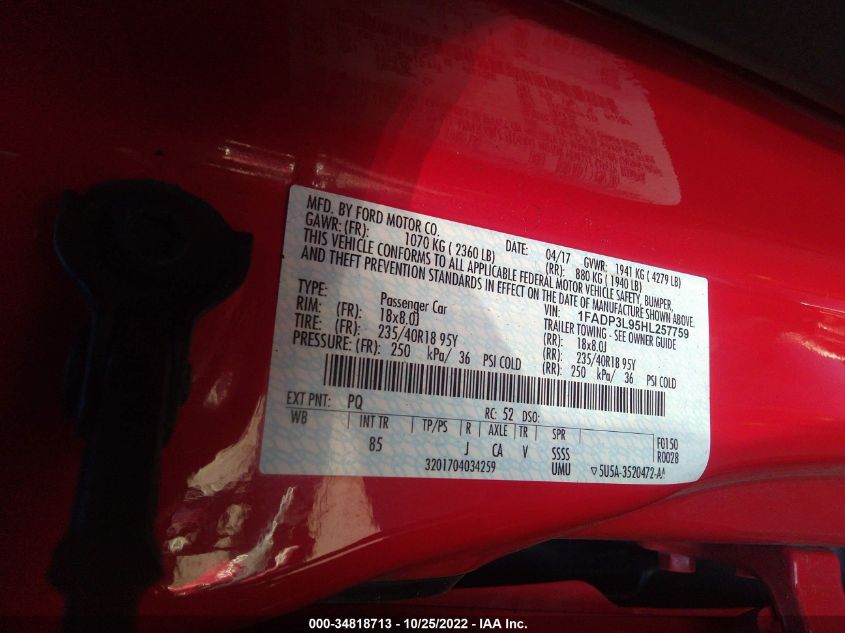 MFD. BY FORD MOTOR CO. DATE: 04/17 GVWR: 1941 KG ( 4279 LB)
GAWR: (FR): 1070 KG ( 2360 LB) (RR): 880 KG ( 1940 LB)
THIS VEHICLE CONFORMS TO ALL APPLICABLE FEDERAL MOTOR VEHICLE SAFETY, BUMPER,
AND THEFT PREVENTION STANDARDS IN EFFECT ON THE DATE OF MANUFACTURE SHOWN ABOVE.
VIN: 1FADP3L95HL257759
TYPE: Passenger Car TRAILER TOWING - SEE OWNER GUIDE
RIM: (FR): 18x8.0J (RR): 18x8.0J
TIRE: (FR): 235/40R18 95Y (RR): 235/40R18 95Y
PRESSURE: (FR): 250 kPa/ 36 PSI COLD (RR): 250 kPa/ 36 PSI COLD
EXT PNT: PQ RC: 52 DSO:
WB INT TR TP/PS R AXLE TR SPR F0150
85 J CA V SSSS R0028
3201704034259 UMU ▽5U5A-3520472-AA
000-34818713 - 10/25/2022 - IAA Inc.